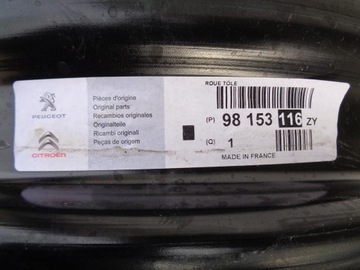 PEUGEOT
CITROËN
Pièces d'origine
Original parts
Recambios originales
Originalteile
Ricambi originali
Peças de origem
ROUE TÔLE
(P) 98 153 116 ZY
(Q) 1
MADE IN FRANCE